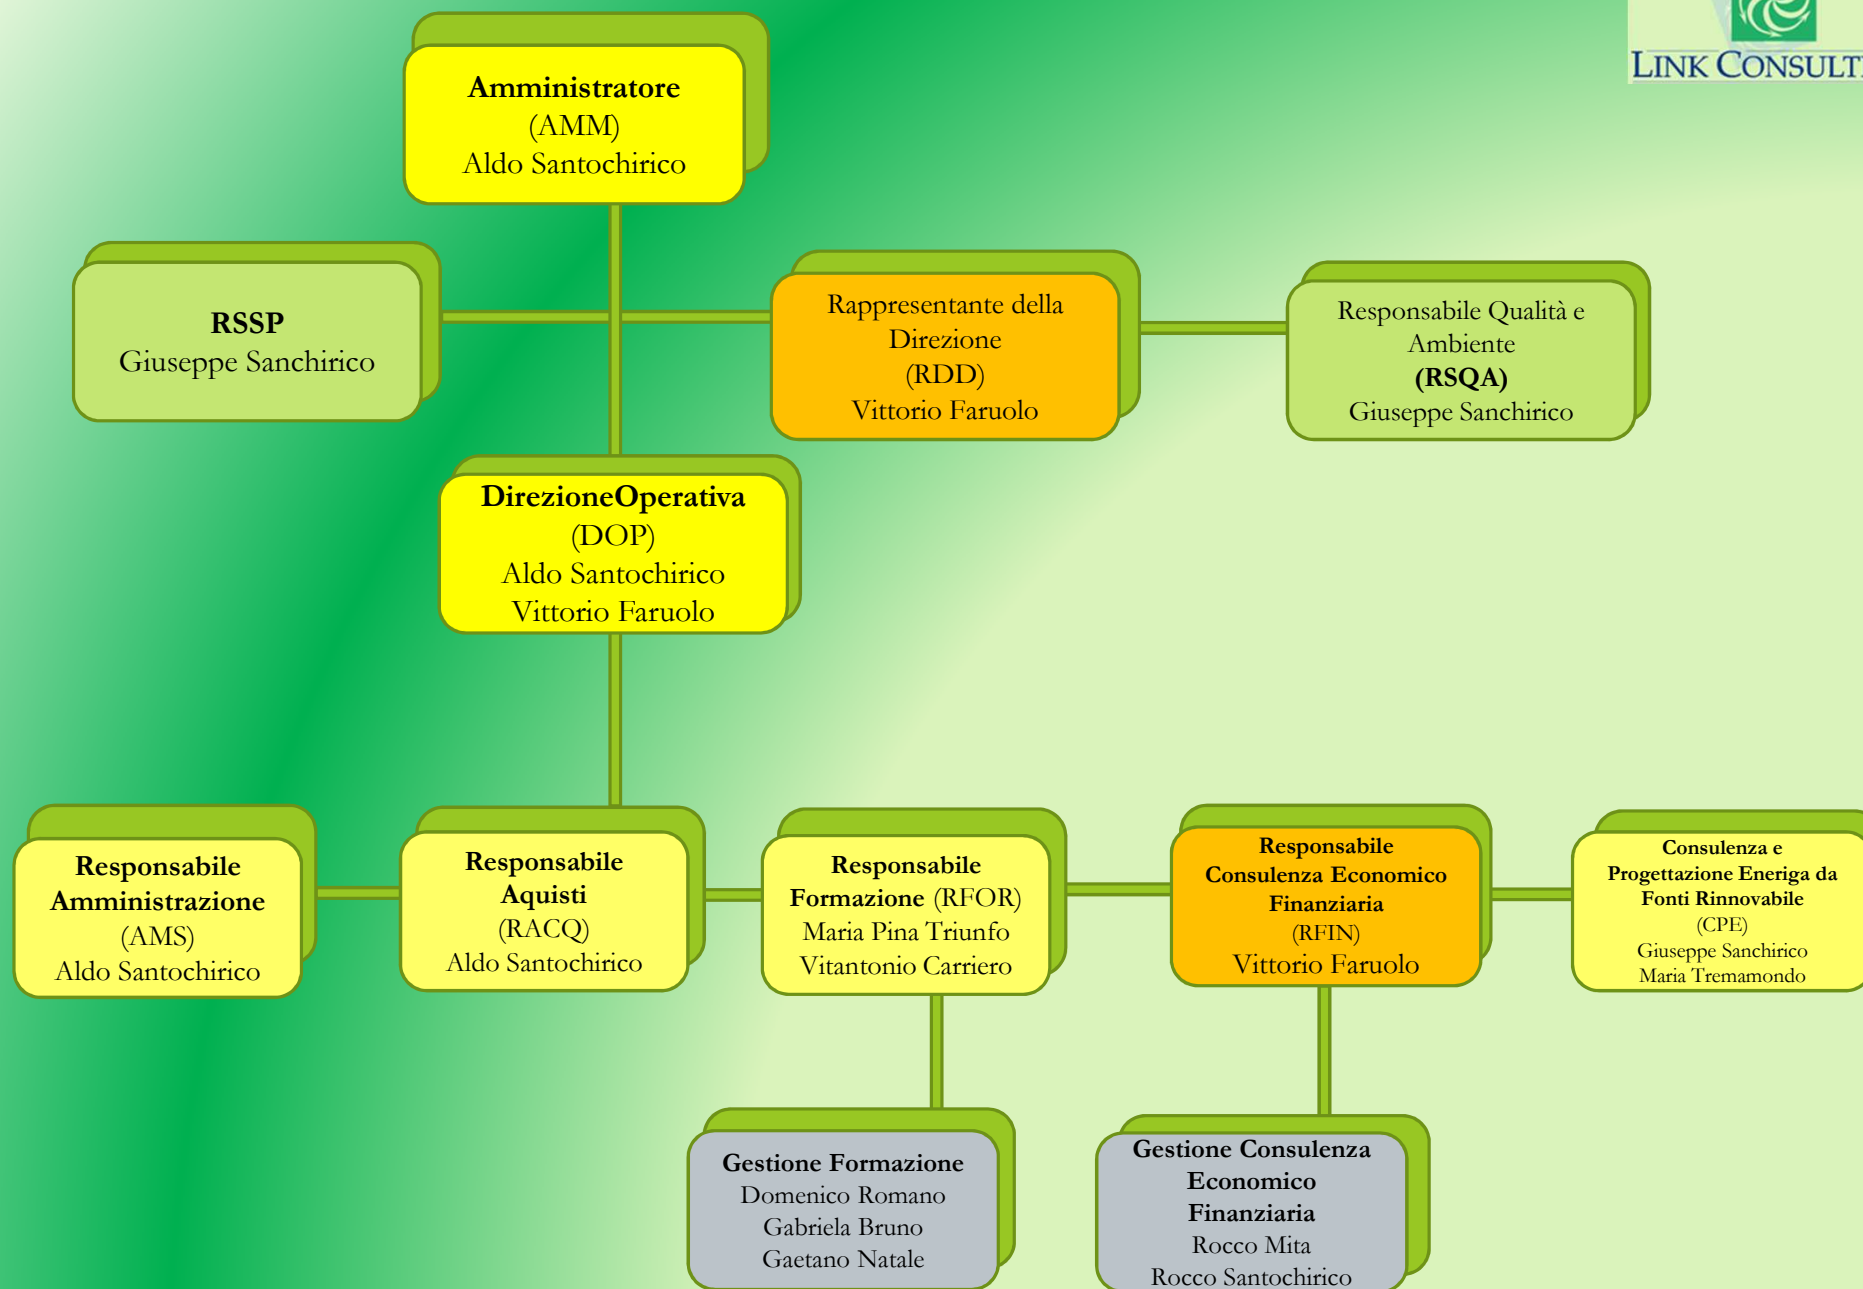 LINK CONSULT
Amministratore
(AMM)
Aldo Santochirico
RSSP
Giuseppe Sanchirico
Rappresentante della
Direzione
(RDD)
Vittorio Faruolo
Responsabile Qualità e
Ambiente
(RSQA)
Giuseppe Sanchirico
DirezioneOperativa
(DOP)
Aldo Santochirico
Vittorio Faruolo
Responsabile
Amministrazione
(AMS)
Aldo Santochirico
Responsabile
Aquisti
(RACQ)
Aldo Santochirico
Responsabile
Formazione (RFOR)
Maria Pina Triunfo
Vitantonio Carriero
Responsabile
Consulenza Economico
Finanziaria
(RFIN)
Vittorio Faruolo
Consulenza e
Progettazione Eneriga da
Fonti Rinnovabile
(CPE)
Giuseppe Sanchirico
Maria Tremamondo
Gestione Formazione
Domenico Romano
Gabriela Bruno
Gaetano Natale
Gestione Consulenza
Economico
Finanziaria
Rocco Mita
Rocco Santochirico